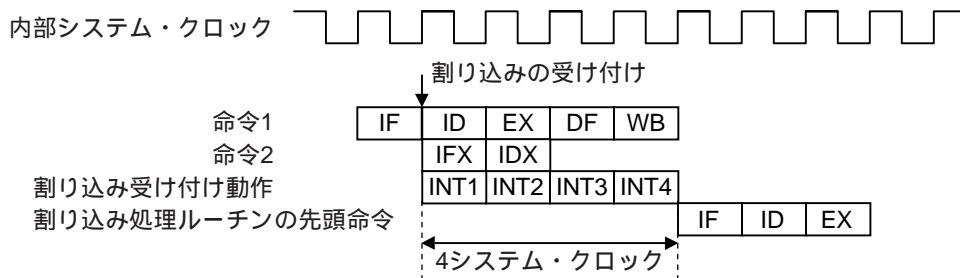 内部システム・クロック
割り込みの受け付け
命令1 IF ID EX DF WB
命令2 IFX IDX
割り込み受け付け動作 INT1 INT2 INT3 INT4
割り込み処理ルーチンの先頭命令 IF ID EX
4システム・クロック